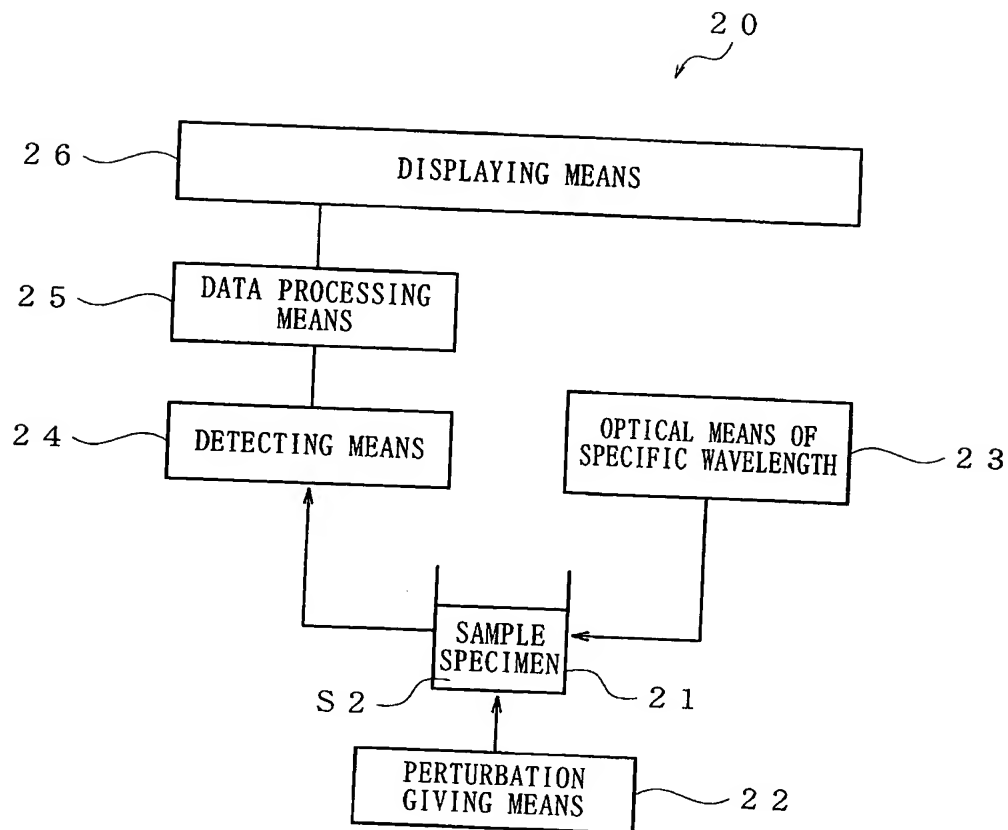 20
26
DISPLAYING MEANS
25
DATA PROCESSING
MEANS
24
DETECTING MEANS
OPTICAL MEANS OF
SPECIFIC WAVELENGTH
23
SAMPLE
SPECIMEN
S2
21
PERTURBATION
GIVING MEANS
22